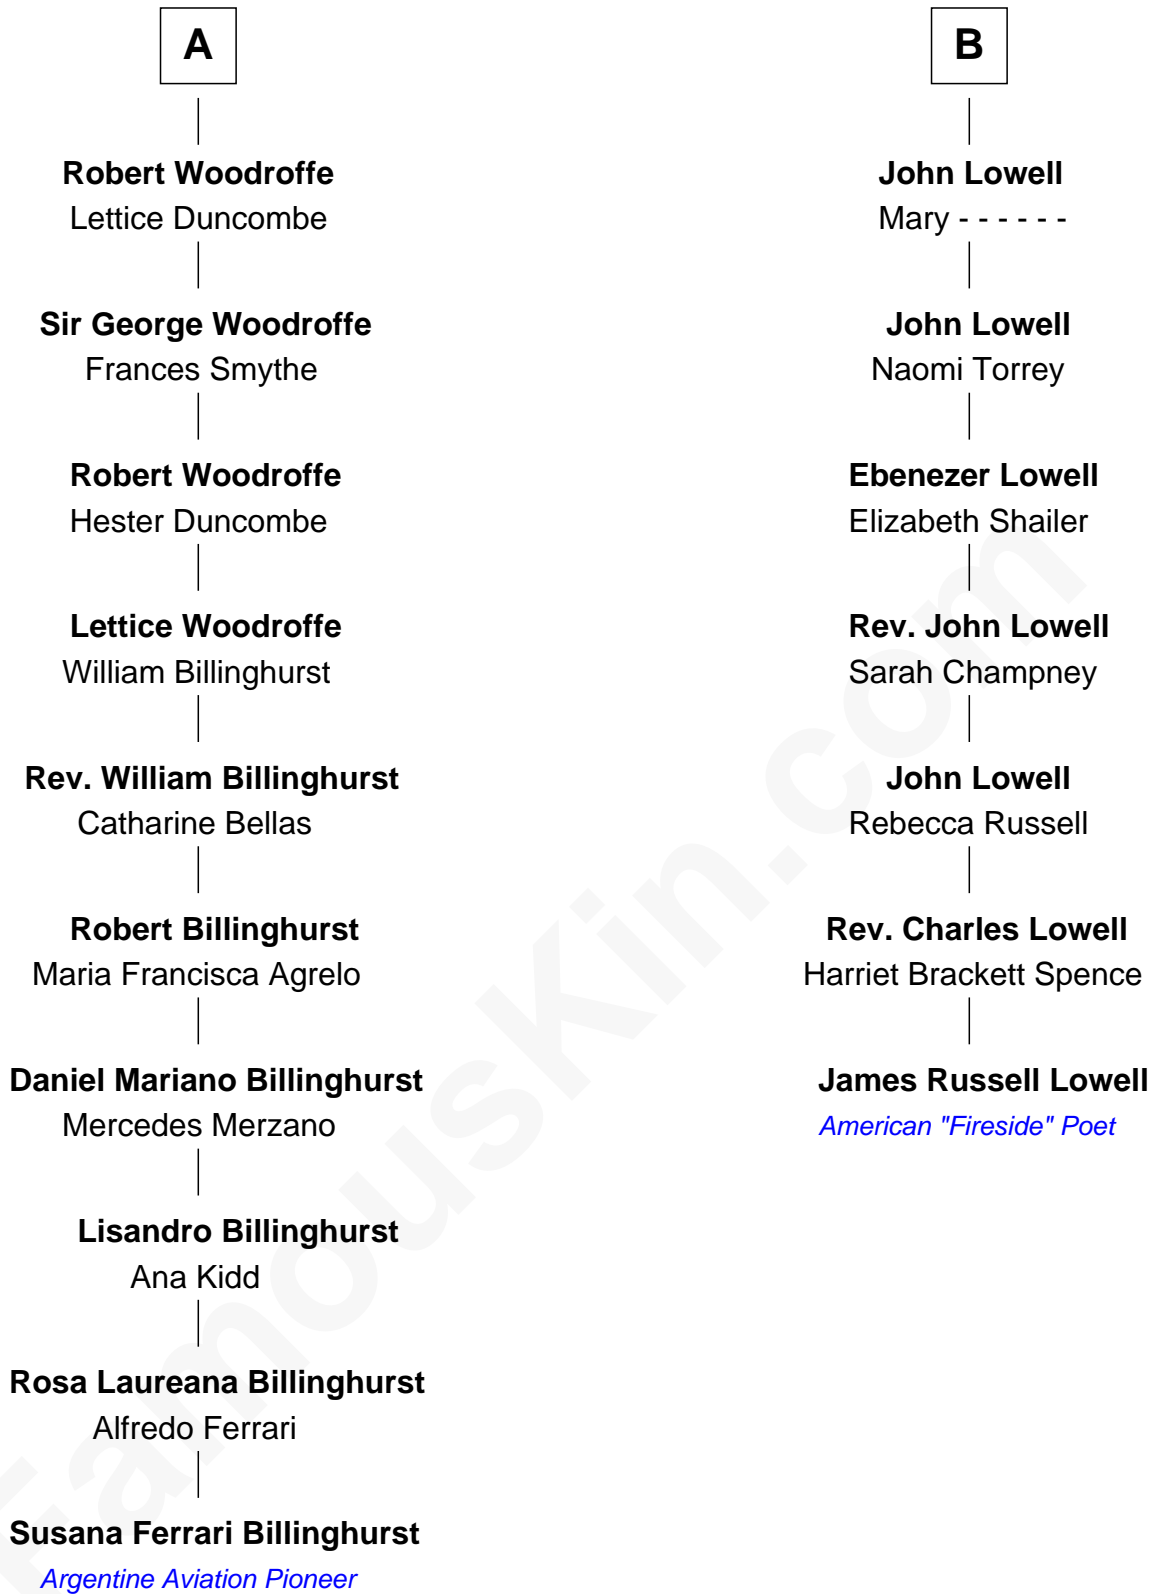 A
Robert Woodroffe
Lettice Duncombe
Sir George Woodroffe
Frances Smythe
Robert Woodroffe
Hester Duncombe
Lettice Woodroffe
William Billinghurst
Rev. William Billinghurst
Catharine Bellas
Robert Billinghurst
Maria Francisca Agrelo
Daniel Mariano Billinghurst
Mercedes Merzano
Lisandro Billinghurst
Ana Kidd
Rosa Laureana Billinghurst
Alfredo Ferrari
Susana Ferrari Billinghurst
Argentine Aviation Pioneer
B
John Lowell
Mary - - - - - -
John Lowell
Naomi Torrey
Ebenezer Lowell
Elizabeth Shailer
Rev. John Lowell
Sarah Champney
John Lowell
Rebecca Russell
Rev. Charles Lowell
Harriet Brackett Spence
James Russell Lowell
American "Fireside" Poet
FamousKin.com